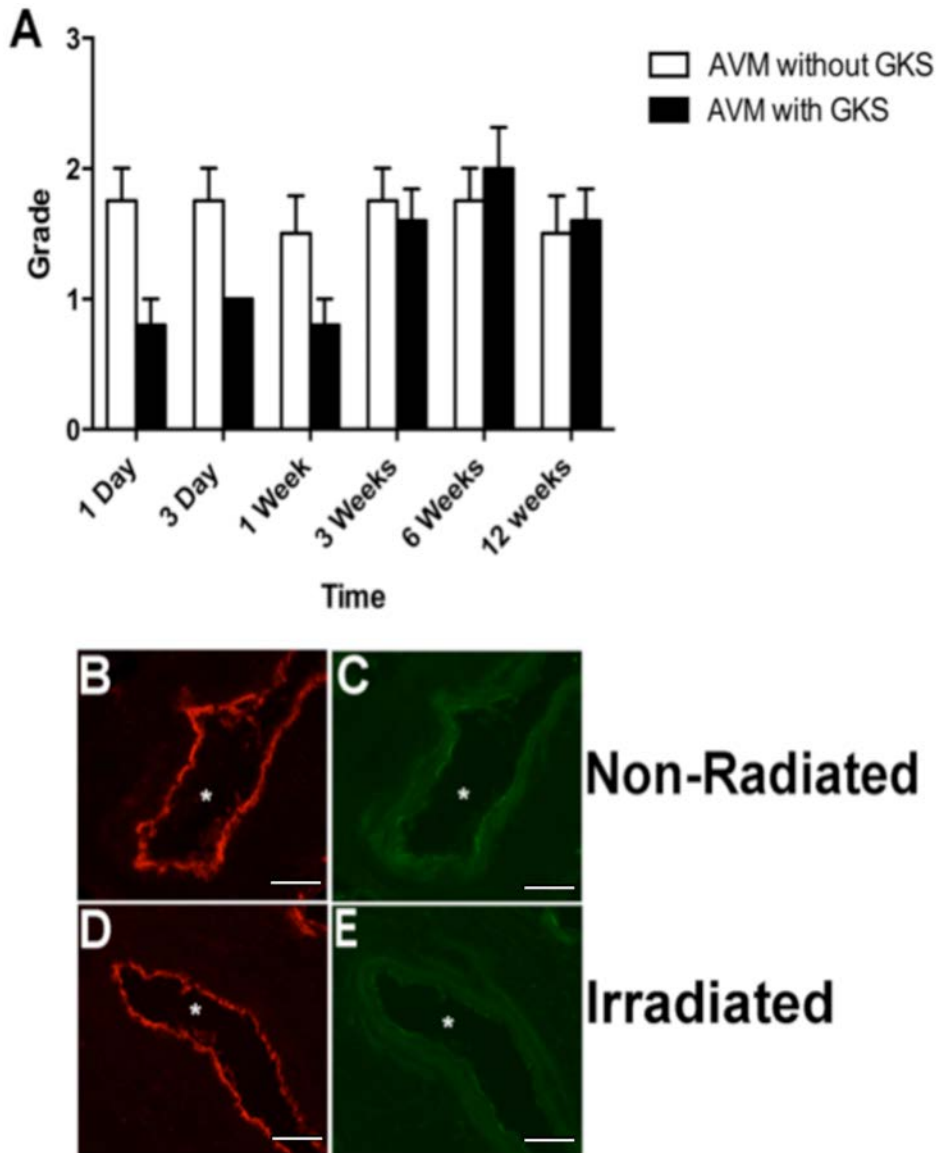 A
3
2
1
0
Grade
AVM without GKS
AVM with GKS
1 Day
3 Day
1 Week
3 Weeks
6 Weeks
12 weeks
Time
B
C
Non-Radiated
*
*
D
E
Irradiated
*
*